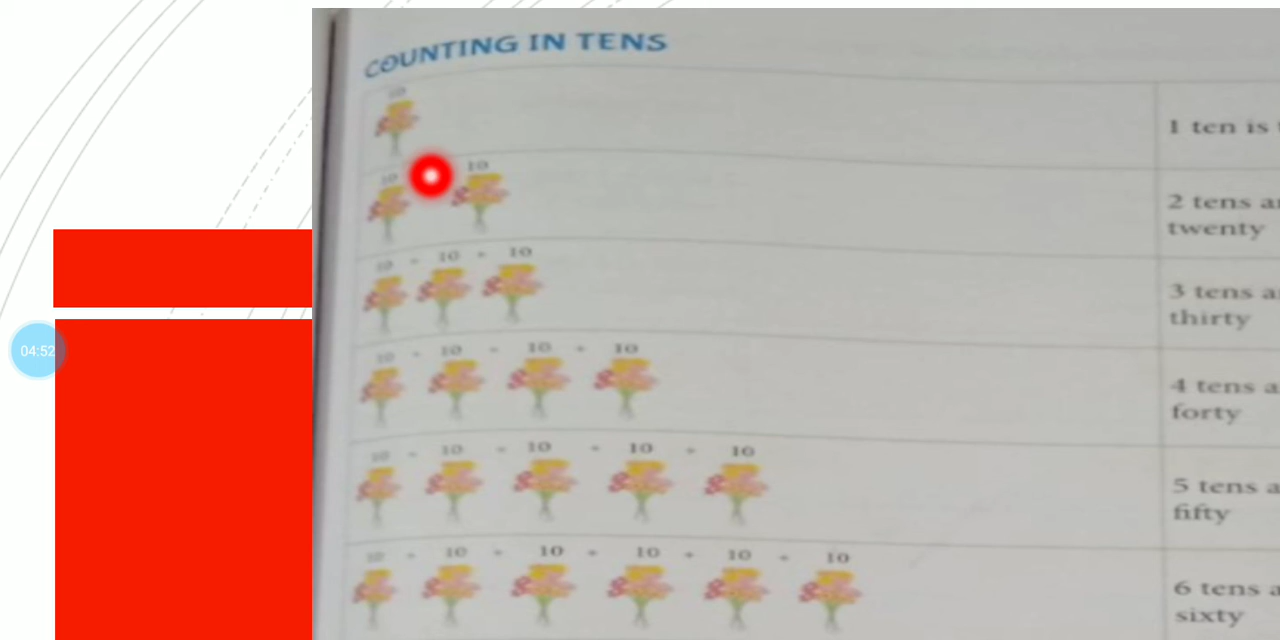 COUNTING IN TENS
10
1 ten is
10 10
2 tens
twenty
10 + 10 + 10
3 tens
thirty
10 + 10 + 10 + 10
4 tens
forty
10 + 10 + 10 + 10 + 10
5 tens
fifty
10 + 10 + 10 + 10 + 10 + 10
6 tens
sixty
04:52